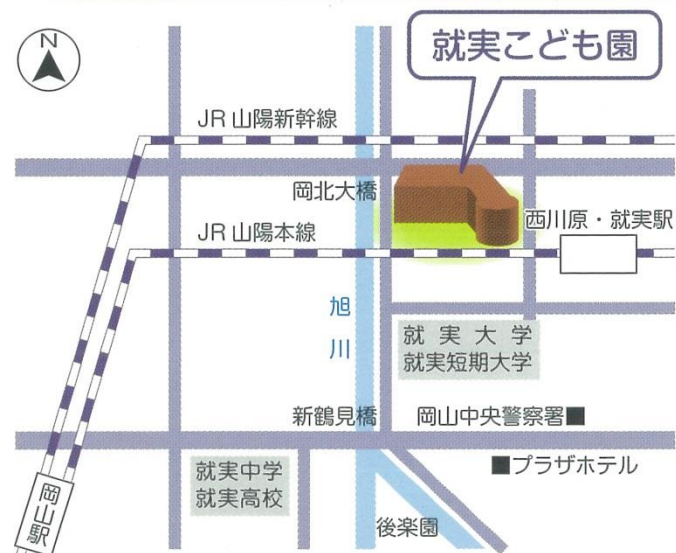 N
就実こども園
JR 山陽新幹線
岡北大橋
西川原・就実駅
JR 山陽本線
旭川
就実大学
就実短期大学
新鶴見橋
岡山中央警察署■
■プラザホテル
就実中学
就実高校
岡山駅
後楽園